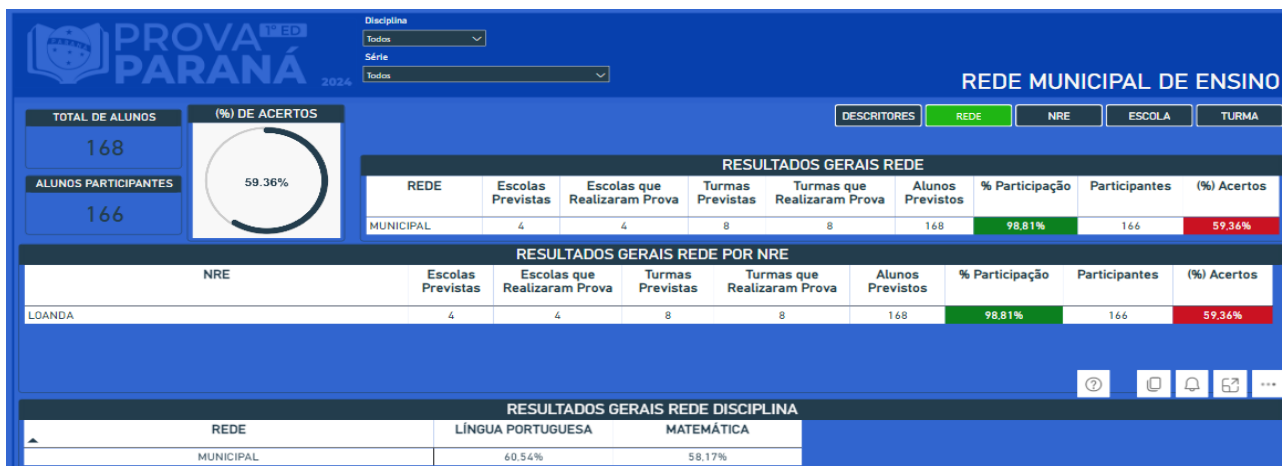 PROVA 1ª ED
PARANÁ 2024
Disciplina
Todos
Série
Todos
REDE MUNICIPAL DE ENSINO
DESCRITORES REDE NRE ESCOLA TURMA
TOTAL DE ALUNOS
168
ALUNOS PARTICIPANTES
166
(%) DE ACERTOS
59.36%
RESULTADOS GERAIS REDE
REDE Escolas Previstas Escolas que Realizaram Prova Turmas Previstas Turmas que Realizaram Prova Alunos Previstos % Participação Participantes (%) Acertos
MUNICIPAL 4 4 8 8 168 98,81% 166 59,36%
RESULTADOS GERAIS REDE POR NRE
NRE Escolas Previstas Escolas que Realizaram Prova Turmas Previstas Turmas que Realizaram Prova Alunos Previstos % Participação Participantes (%) Acertos
LOANDA 4 4 8 8 168 98,81% 166 59,36%
RESULTADOS GERAIS REDE DISCIPLINA
REDE LÍNGUA PORTUGUESA MATEMÁTICA
MUNICIPAL 60,54% 58,17%